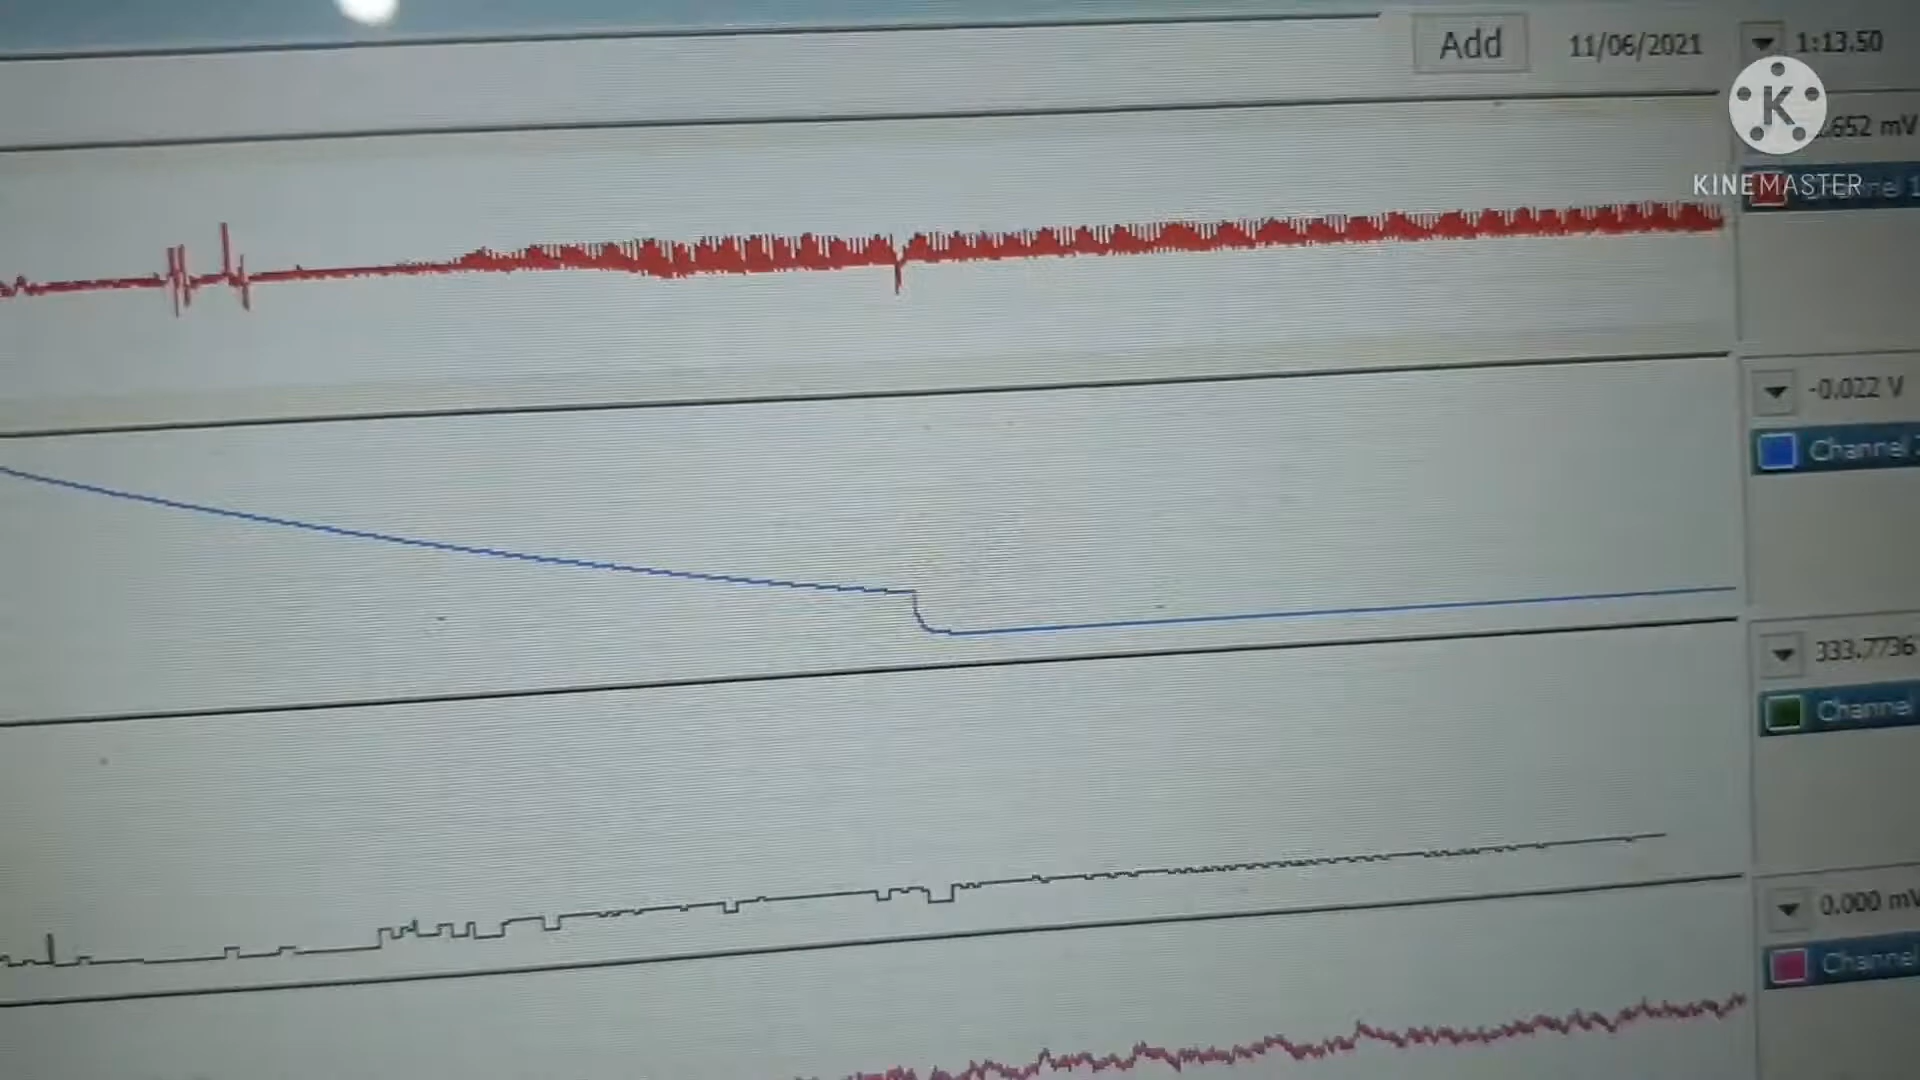 Add 11/06/2021 1:13.50
.652 mV
K
KINEMASTER
-0.022 V
Channel
333.7736
Channel
0.000 mV
Channel